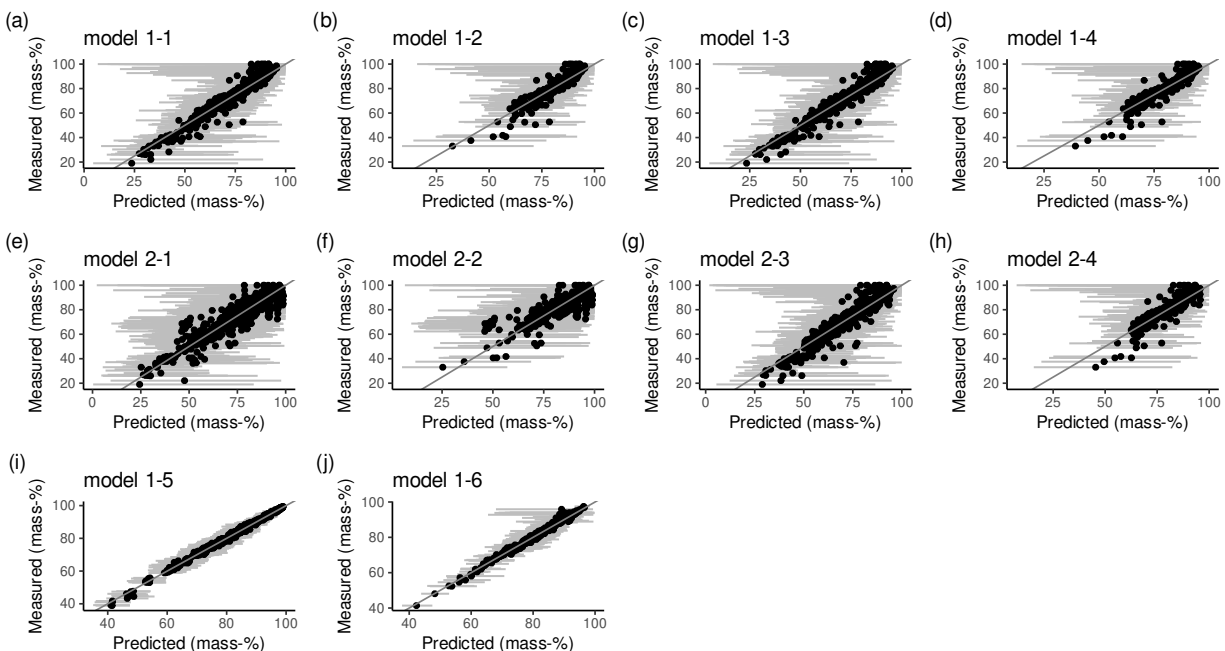 (a) (b) (c) (d)
model 1-1 model 1-2 model 1-3 model 1-4
Measured (mass-%) Measured (mass-%) Measured (mass-%) Measured (mass-%)
100 100 100 100
80 80 80 80
60 60 60 60
40 40 40 40
20 20 20 20
0 25 50 75 100 25 50 75 100 0 25 50 75 100 25 50 75 100
Predicted (mass-%) Predicted (mass-%) Predicted (mass-%) Predicted (mass-%)
(e) (f) (g) (h)
model 2-1 model 2-2 model 2-3 model 2-4
Measured (mass-%) Measured (mass-%) Measured (mass-%) Measured (mass-%)
100 100 100 100
80 80 80 80
60 60 60 60
40 40 40 40
20 20 20 20
0 25 50 75 100 25 50 75 100 0 25 50 75 100 25 50 75 100
Predicted (mass-%) Predicted (mass-%) Predicted (mass-%) Predicted (mass-%)
(i) (j)
model 1-5 model 1-6
Measured (mass-%) Measured (mass-%)
100 100
80 80
60 60
40 40
40 60 80 100 40 60 80 100
Predicted (mass-%) Predicted (mass-%)